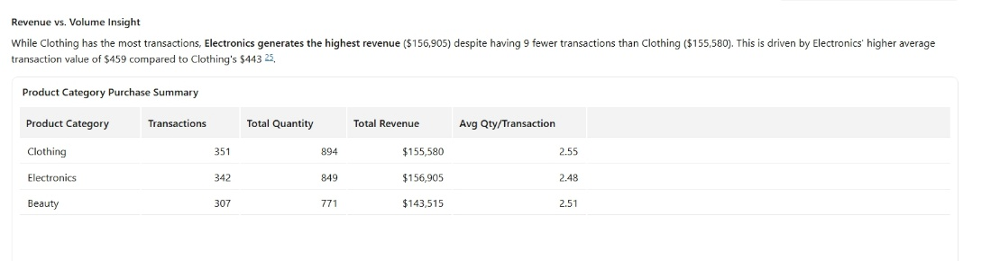 Revenue vs. Volume Insight
While Clothing has the most transactions, Electronics generates the highest revenue ($156,905) despite having 9 fewer transactions than Clothing ($155,580). This is driven by Electronics' higher average
transaction value of $459 compared to Clothing's $443 25.
Product Category Purchase Summary
Product Category Transactions Total Quantity Total Revenue Avg Qty/Transaction
Clothing 351 894 $155,580 2.55
Electronics 342 849 $156,905 2.48
Beauty 307 771 $143,515 2.51